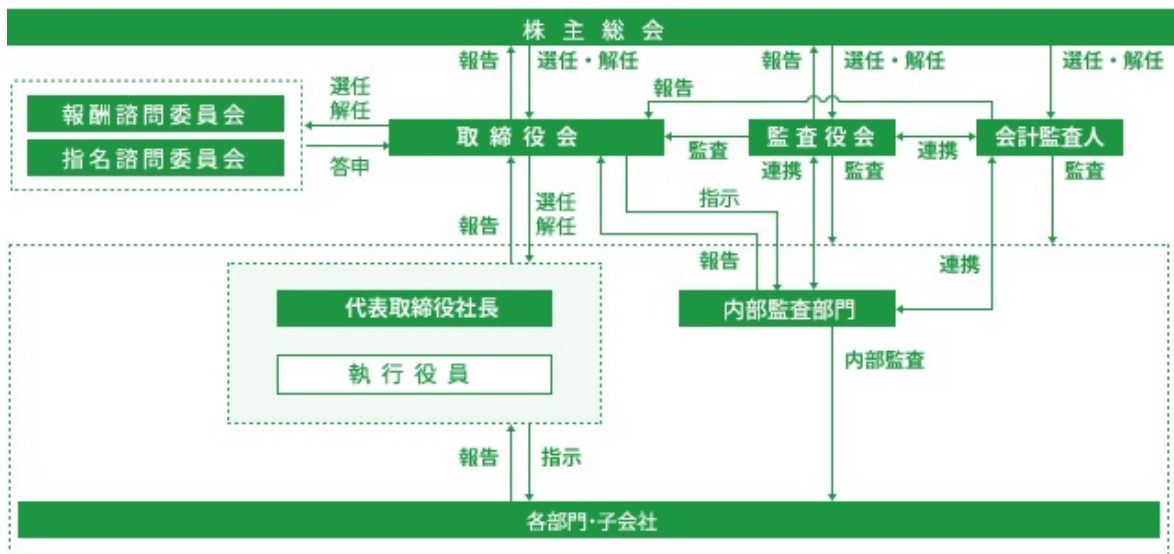 株主総会
報告
選任・解任
報告
選任・解任
選任・解任
報酬諮問委員会
指名諮問委員会
選任
解任
答申
報告
取締役会
監査
監査役会
連携
会計監査人
連携
監査
監査
報告
選任
解任
指示
報告
連携
代表取締役社長
執行役員
内部監査部門
内部監査
報告
指示
各部門・子会社